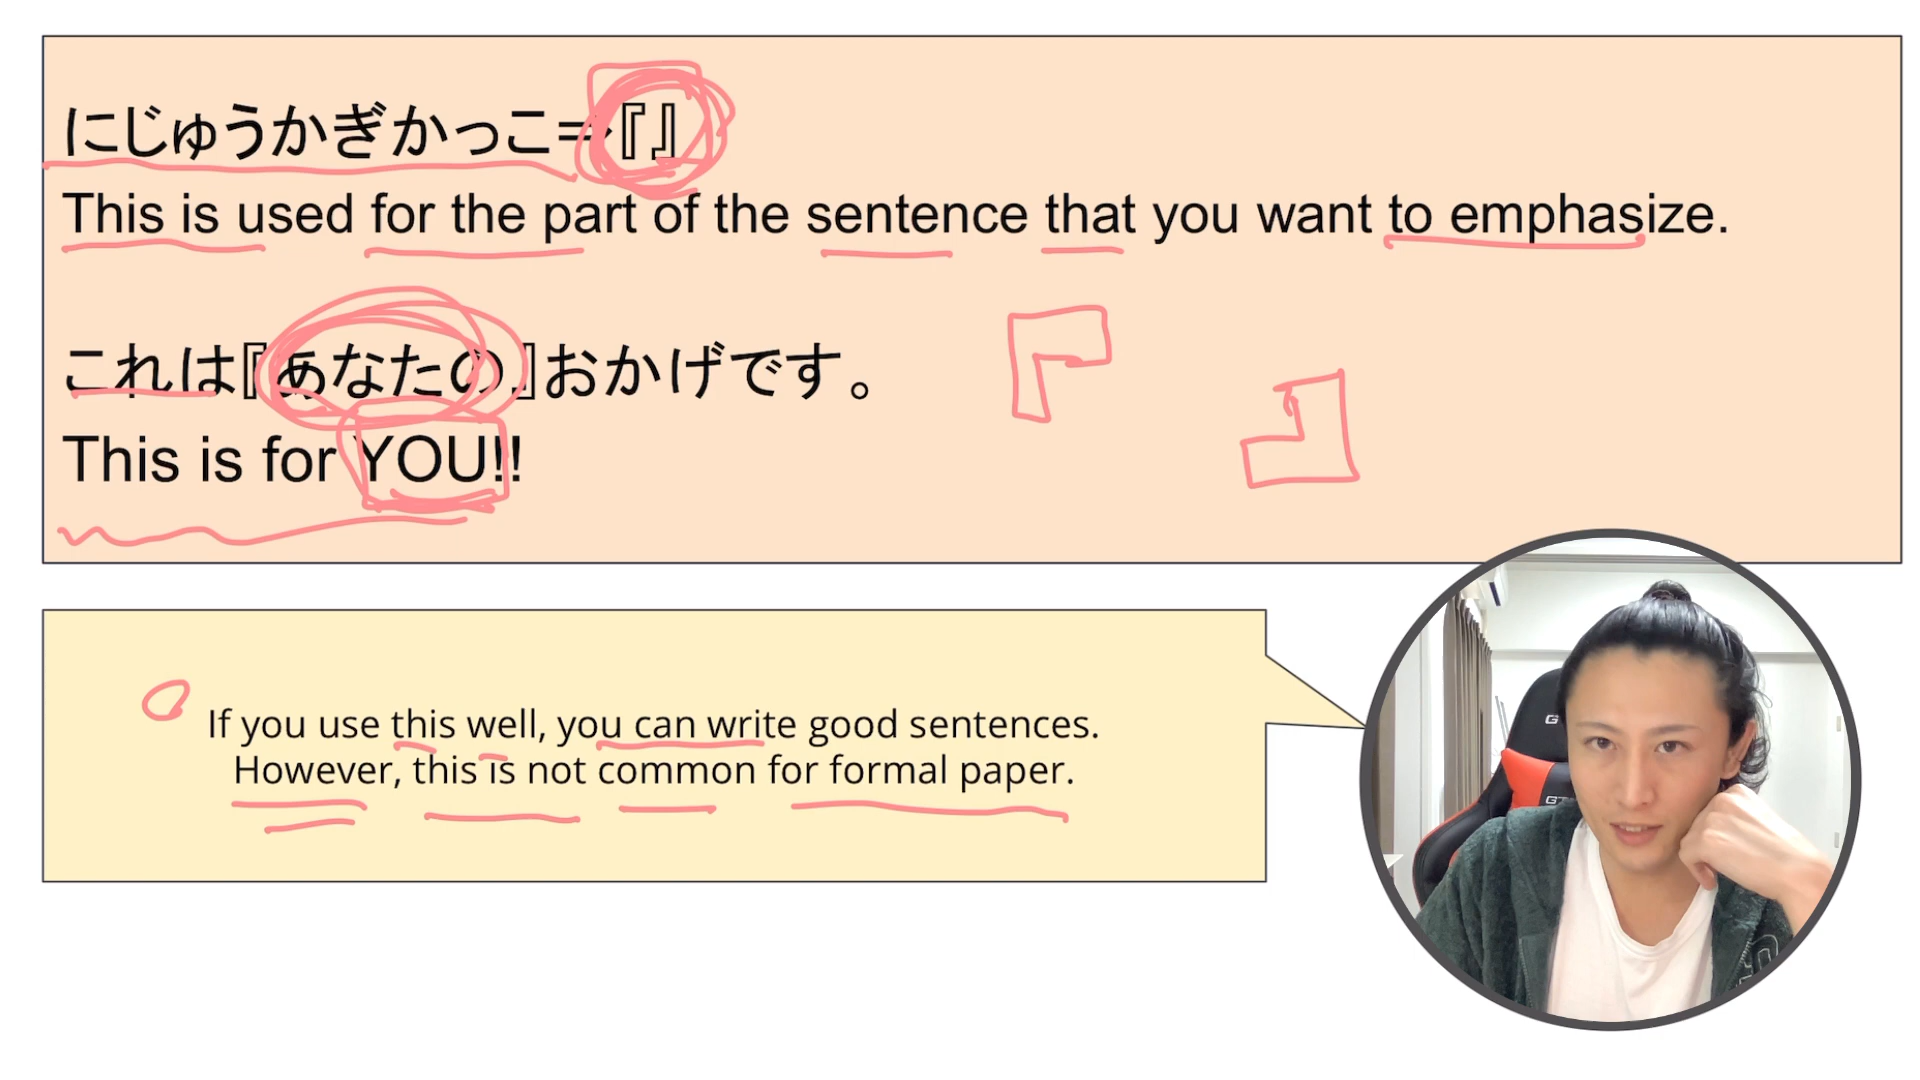 にじゅうかぎかっこ⇒『』
This is used for the part of the sentence that you want to emphasize.
これは『あなたの』おかげです。
This is for YOU!!
If you use this well, you can write good sentences.
However, this is not common for formal paper.